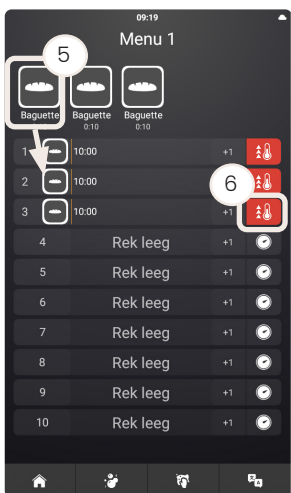 09:19
Menu 1
5
Baguette Baguette Baguette
0:10 0:10
1 10:00 +1
2 10:00 6
3 10:00 +1
4 Rek leeg +1
5 Rek leeg +1
6 Rek leeg +1
7 Rek leeg +1
8 Rek leeg +1
9 Rek leeg +1
10 Rek leeg +1